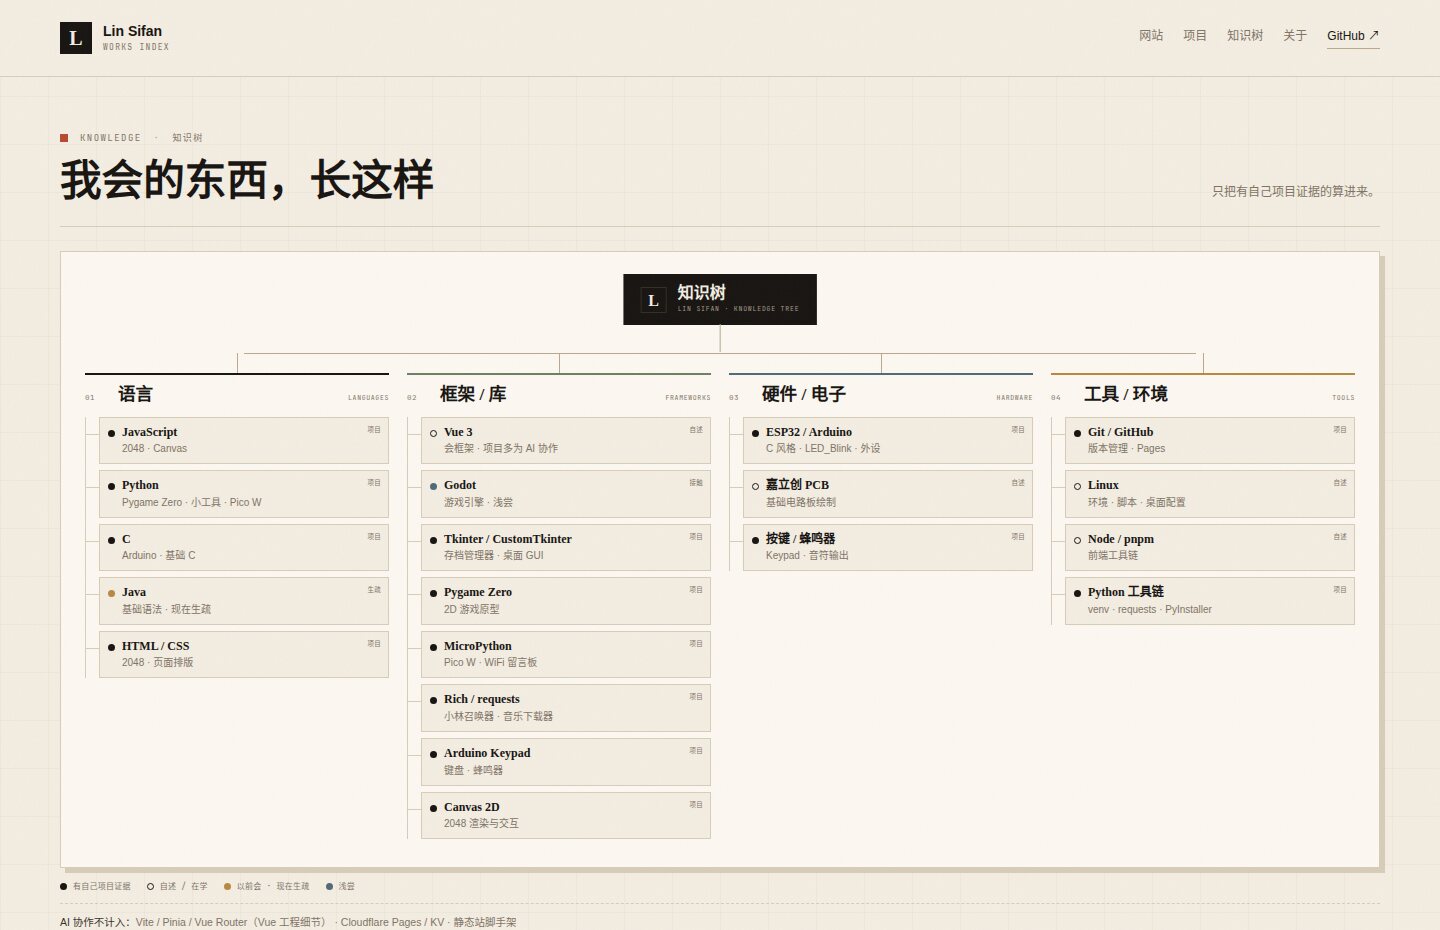 L
Lin Sifan
WORKS INDEX
网站 项目 知识树 关于 GitHub ↗
KNOWLEDGE · 知识树
我会的东西，长这样
只把有自己项目证据的算进来。
L
知识树
LIN SIFAN · KNOWLEDGE TREE
01 语言 LANGUAGES
JavaScript 项目
2048 · Canvas
Python 项目
Pygame Zero · 小工具 · Pico W
C 项目
Arduino · 基础 C
Java 生疏
基础语法 · 现在生疏
HTML / CSS 项目
2048 · 页面排版
02 框架 / 库 FRAMEWORKS
Vue 3 自述
会框架 · 项目多为 AI 协作
Godot 接触
游戏引擎 · 浅尝
Tkinter / CustomTkinter 项目
存档管理器 · 桌面 GUI
Pygame Zero 项目
2D 游戏原型
MicroPython 项目
Pico W · WiFi 留言板
Rich / requests 项目
小林召唤器 · 音乐下载器
Arduino Keypad 项目
键盘 · 蜂鸣器
Canvas 2D 项目
2048 渲染与交互
03 硬件 / 电子 HARDWARE
ESP32 / Arduino 项目
C 风格 · LED_Blink · 外设
嘉立创 PCB 自述
基础电路板绘制
按键 / 蜂鸣器 项目
Keypad · 音符输出
04 工具 / 环境 TOOLS
Git / GitHub 项目
版本管理 · Pages
Linux 自述
环境 · 脚本 · 桌面配置
Node / pnpm 自述
前端工具链
Python 工具链 项目
venv · requests · PyInstaller
有自己项目证据 自述 / 在学 以前会 · 现在生疏 浅尝
AI 协作不计入：Vite / Pinia / Vue Router（Vue 工程细节） · Cloudflare Pages / KV · 静态站脚手架